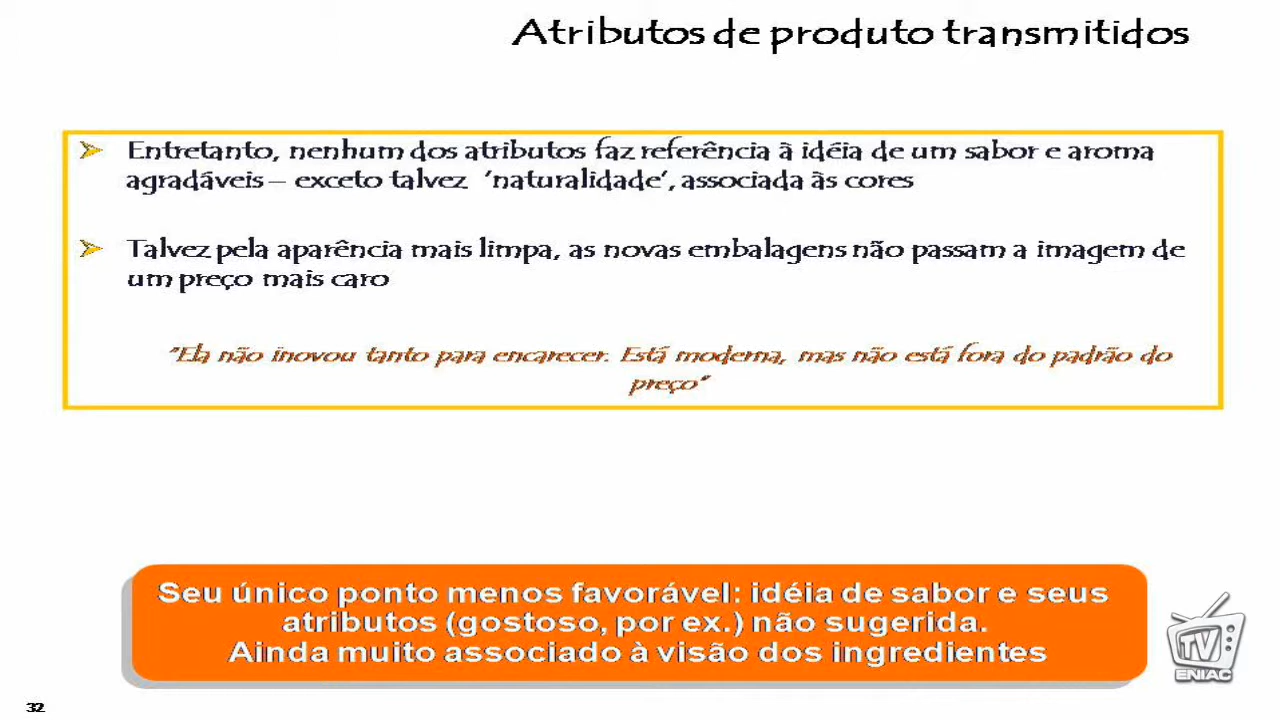 Atributos de produto transmitidos
Entretanto, nenhum dos atributos faz referência à idéia de um sabor e aroma
agradáveis – exceto talvez 'naturalidade', associada às cores
Talvez pela aparência mais limpa, as novas embalagens não passam a imagem de
um preço mais caro
"Ela não inovou tanto para encarecer. Está moderna, mas não está fora do padrão do
preço"
Seu único ponto menos favorável: idéia de sabor e seus
atributos (gostoso, por ex.) não sugerida.
Ainda muito associado à visão dos ingredientes
TV
ENIAC
32